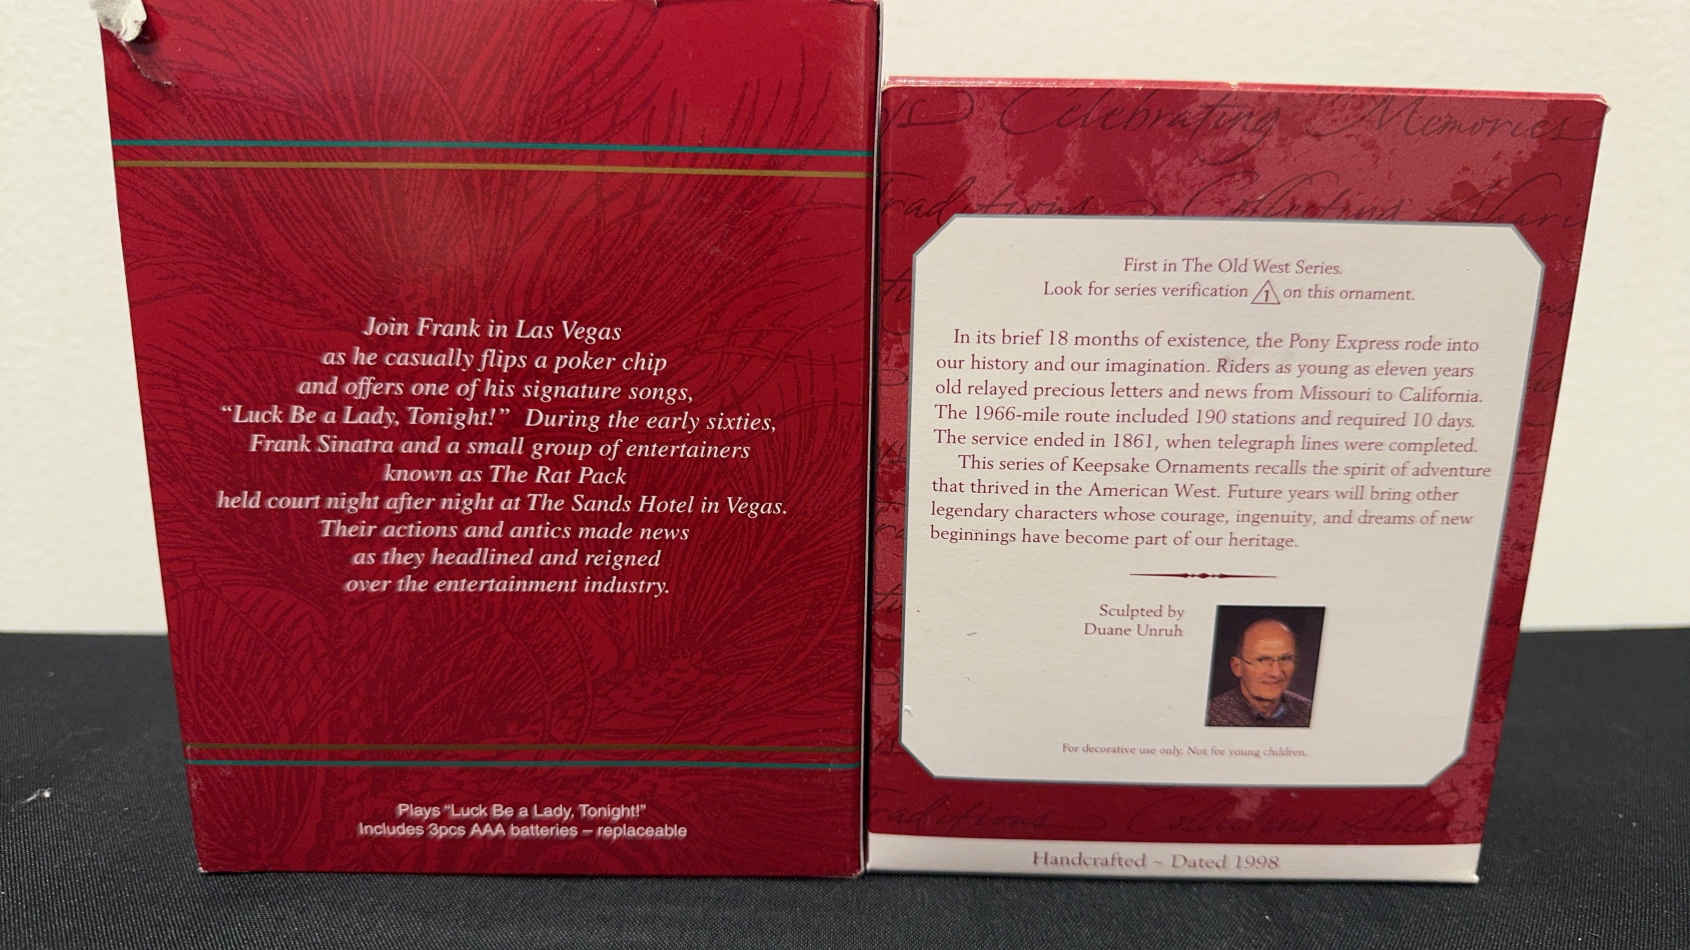 Join Frank in Las Vegas
as he casually flips a poker chip
and offers one of his signature songs,
“Luck Be a Lady, Tonight!” During the early sixties,
Frank Sinatra and a small group of entertainers
known as The Rat Pack
held court night after night at The Sands Hotel in Vegas.
Their actions and antics made news
as they headlined and reigned
over the entertainment industry.
Plays “Luck Be a Lady, Tonight!”
Includes 3pcs AAA batteries – replaceable
Celebrating Memories
Traditions Collecting
First in The Old West Series.
Look for series verification 1 on this ornament.
In its brief 18 months of existence, the Pony Express rode into
our history and our imagination. Riders as young as eleven years
old relayed precious letters and news from Missouri to California.
The 1966-mile route included 190 stations and required 10 days.
The service ended in 1861, when telegraph lines were completed.
This series of Keepsake Ornaments recalls the spirit of adventure
that thrived in the American West. Future years will bring other
legendary characters whose courage, ingenuity, and dreams of new
beginnings have become part of our heritage.
Sculpted by
Duane Unruh
For decorative use only. Not for young children.
Handcrafted ~ Dated 1998